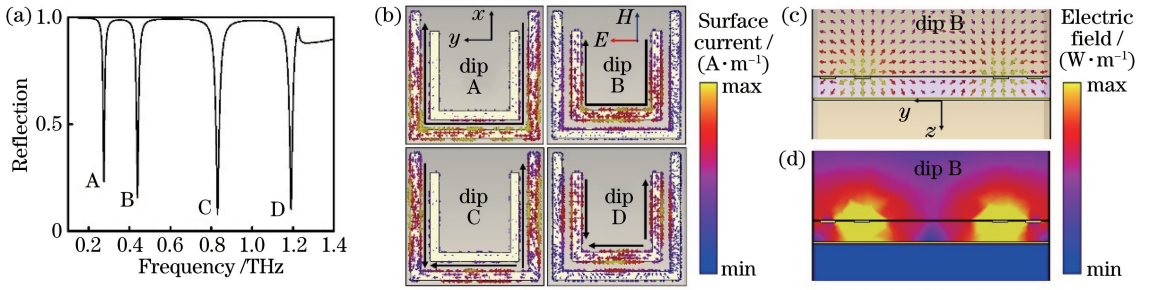 (a)
1.0
0.5
0
Reflection
A
B
C
D
0.2 0.4 0.6 0.8 1.0 1.2 1.4
Frequency /THz
(b)
x
y
dip
A
H
E
dip
B
dip
C
dip
D
Surface
current /
(A·m⁻¹)
max
min
(c)
dip B
y
z
(d)
dip B
Electric
field /
(W·m⁻¹)
max
min